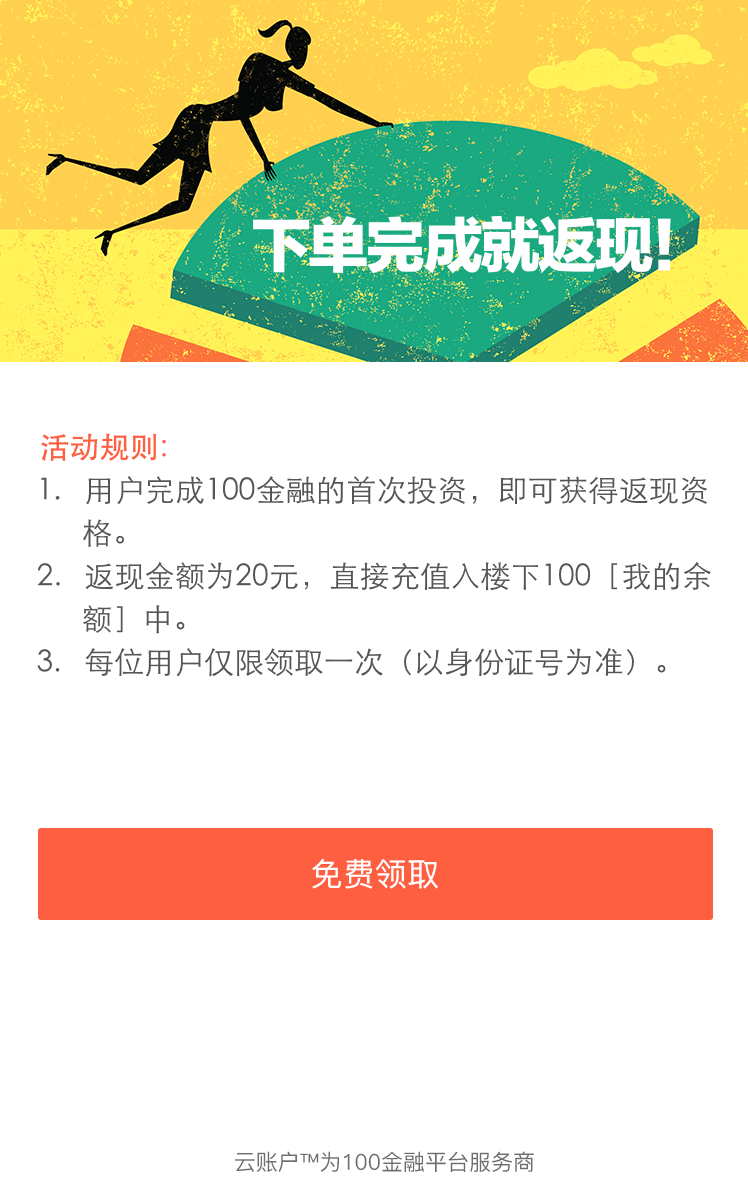 下单完成就返现!
活动规则:
1. 用户完成100金融的首次投资，即可获得返现资
格。
2. 返现金额为20元，直接充值入楼下100［我的余
额］中。
3. 每位用户仅限领取一次（以身份证号为准）。
免费领取
云账户™为100金融平台服务商